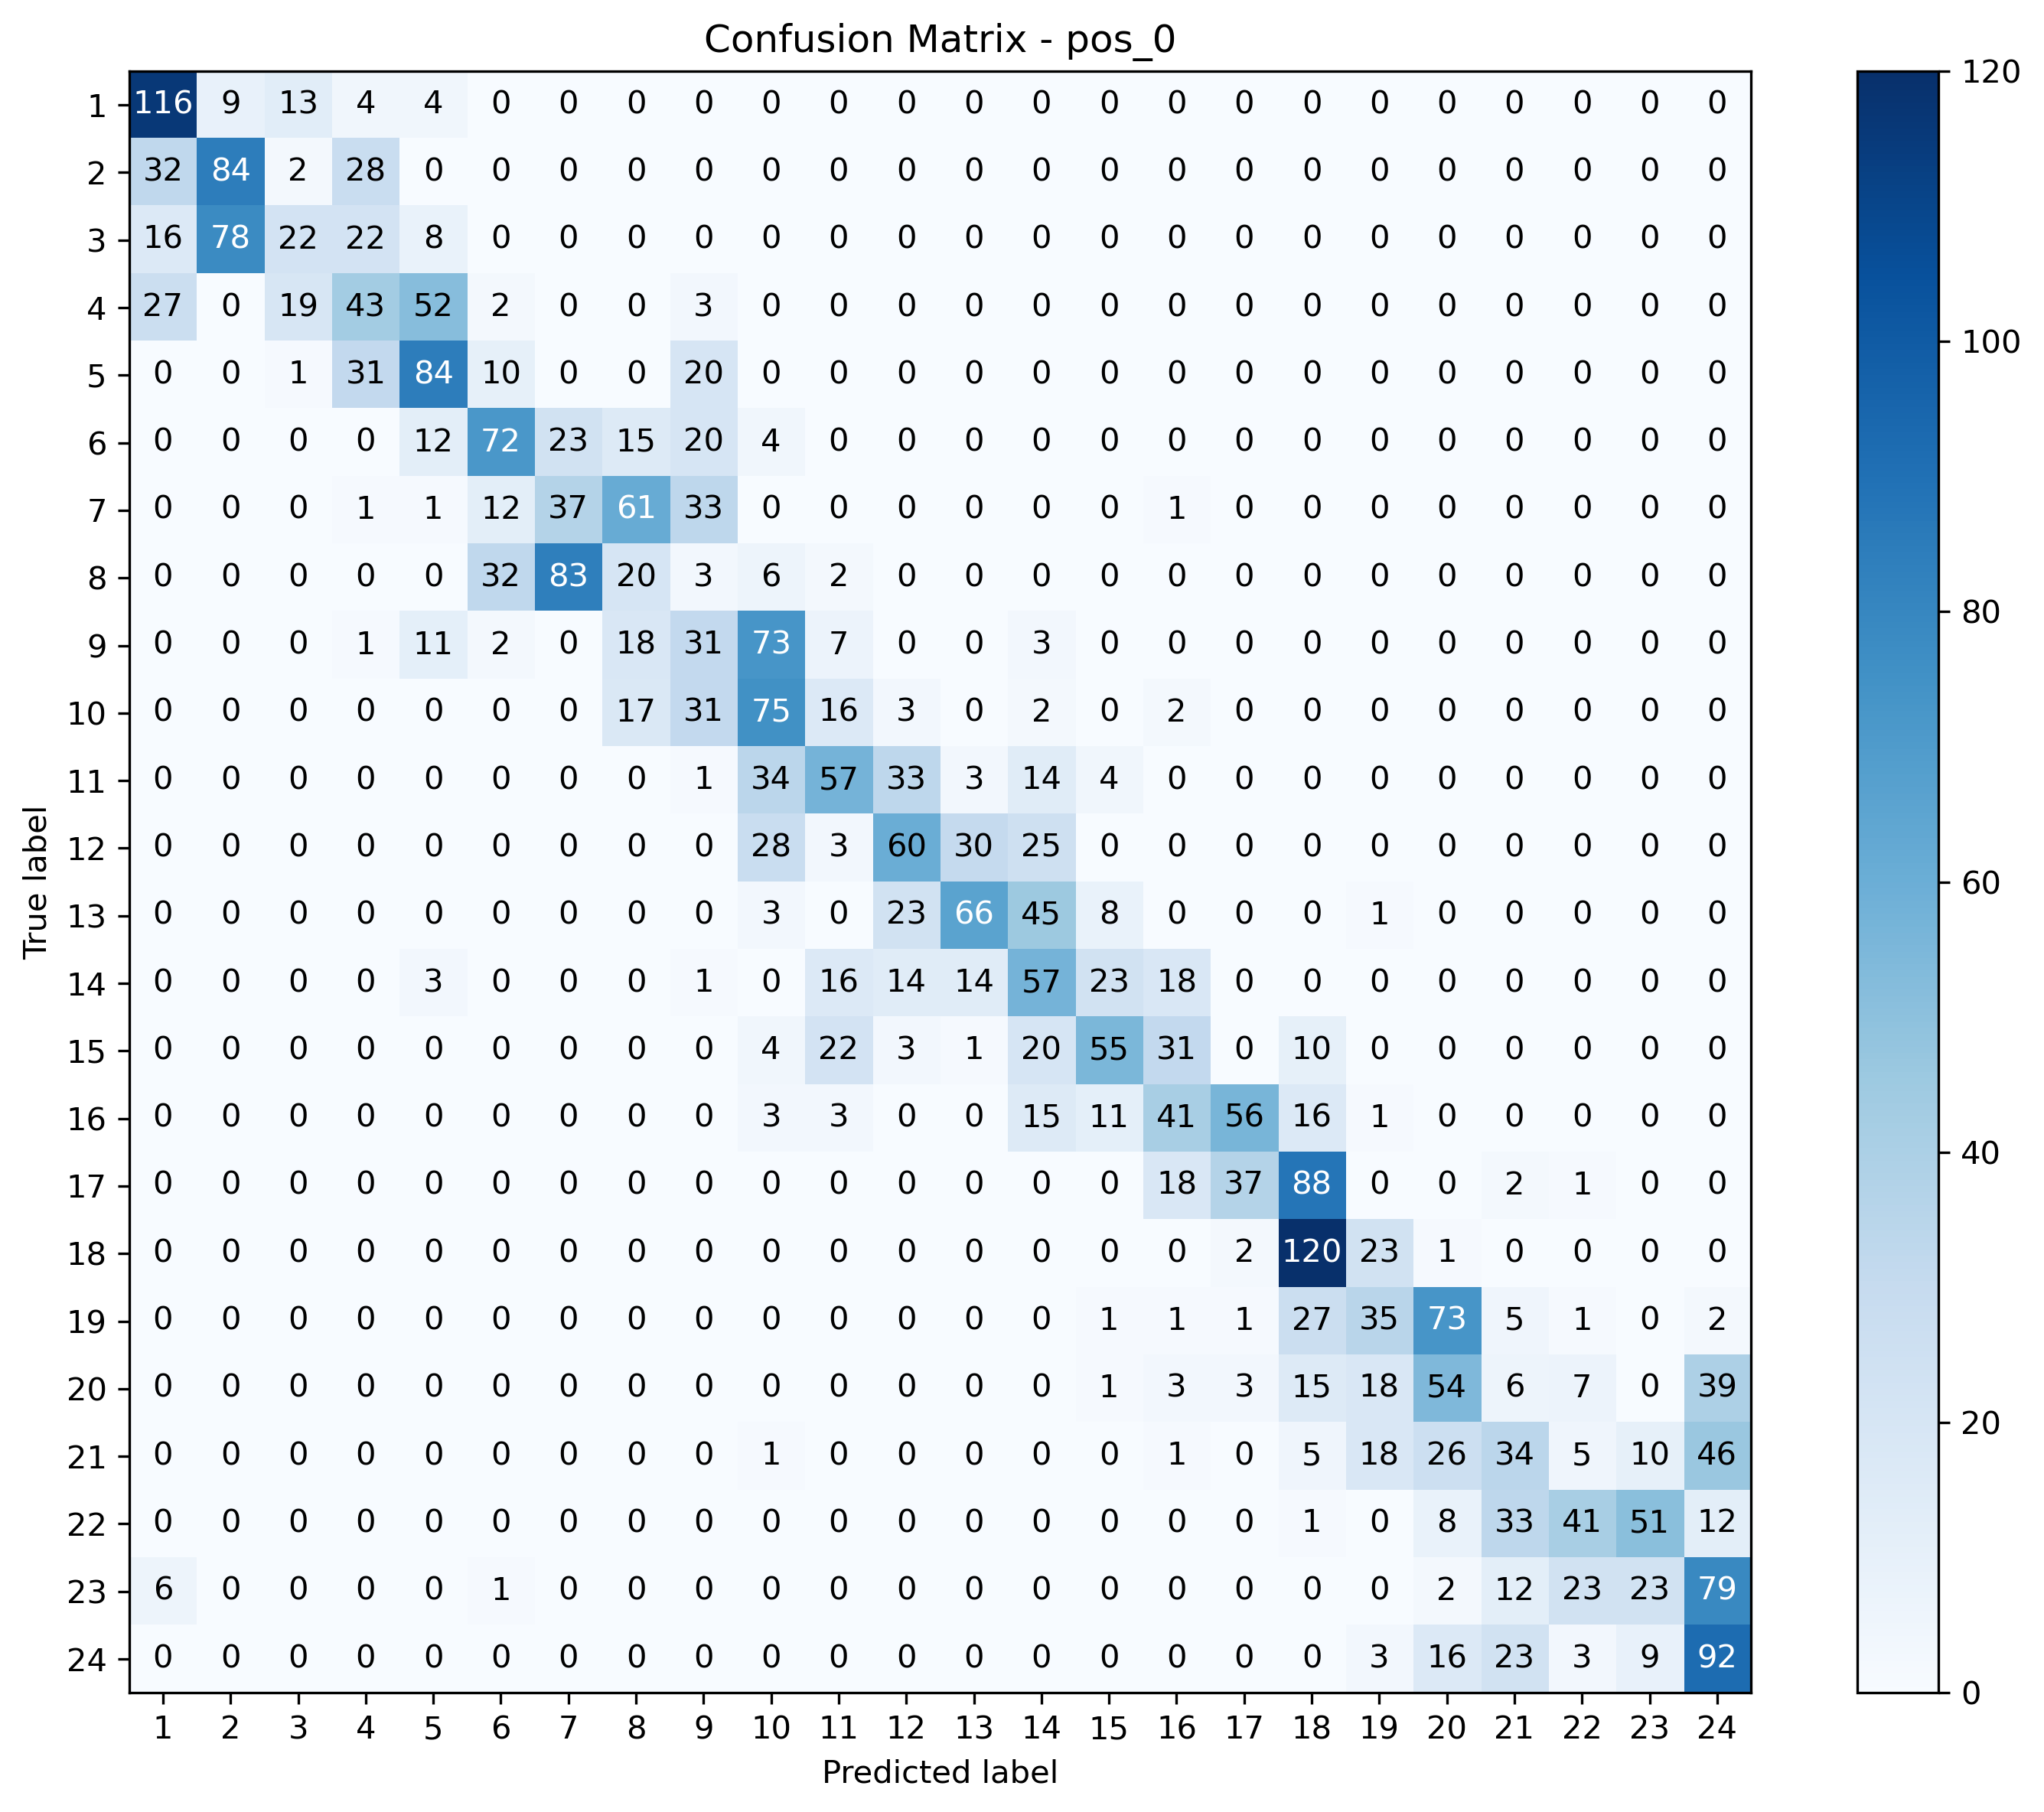 Confusion Matrix - pos_0
1 116 9 13 4 4 0 0 0 0 0 0 0 0 0 0 0 0 0 0 0 0 0 0 0
2 32 84 2 28 0 0 0 0 0 0 0 0 0 0 0 0 0 0 0 0 0 0 0 0
3 16 78 22 22 8 0 0 0 0 0 0 0 0 0 0 0 0 0 0 0 0 0 0 0
4 27 0 19 43 52 2 0 0 3 0 0 0 0 0 0 0 0 0 0 0 0 0 0 0
5 0 0 1 31 84 10 0 0 20 0 0 0 0 0 0 0 0 0 0 0 0 0 0 0
6 0 0 0 0 12 72 23 15 20 4 0 0 0 0 0 0 0 0 0 0 0 0 0 0
7 0 0 0 1 1 12 37 61 33 0 0 0 0 0 0 1 0 0 0 0 0 0 0 0
8 0 0 0 0 0 32 83 20 3 6 2 0 0 0 0 0 0 0 0 0 0 0 0 0
9 0 0 0 1 11 2 0 18 31 73 7 0 0 3 0 0 0 0 0 0 0 0 0 0
10 0 0 0 0 0 0 0 17 31 75 16 3 0 2 0 2 0 0 0 0 0 0 0 0
11 0 0 0 0 0 0 0 0 1 34 57 33 3 14 4 0 0 0 0 0 0 0 0 0
12 0 0 0 0 0 0 0 0 0 28 3 60 30 25 0 0 0 0 0 0 0 0 0 0
13 0 0 0 0 0 0 0 0 0 3 0 23 66 45 8 0 0 0 1 0 0 0 0 0
14 0 0 0 0 3 0 0 0 1 0 16 14 14 57 23 18 0 0 0 0 0 0 0 0
15 0 0 0 0 0 0 0 0 0 4 22 3 1 20 55 31 0 10 0 0 0 0 0 0
16 0 0 0 0 0 0 0 0 0 3 3 0 0 15 11 41 56 16 1 0 0 0 0 0
17 0 0 0 0 0 0 0 0 0 0 0 0 0 0 0 18 37 88 0 0 2 1 0 0
18 0 0 0 0 0 0 0 0 0 0 0 0 0 0 0 0 2 120 23 1 0 0 0 0
19 0 0 0 0 0 0 0 0 0 0 0 0 0 0 1 1 1 27 35 73 5 1 0 2
20 0 0 0 0 0 0 0 0 0 0 0 0 0 0 1 3 3 15 18 54 6 7 0 39
21 0 0 0 0 0 0 0 0 0 1 0 0 0 0 0 1 0 5 18 26 34 5 10 46
22 0 0 0 0 0 0 0 0 0 0 0 0 0 0 0 0 0 1 0 8 33 41 51 12
23 6 0 0 0 0 1 0 0 0 0 0 0 0 0 0 0 0 0 0 2 12 23 23 79
24 0 0 0 0 0 0 0 0 0 0 0 0 0 0 0 0 0 0 3 16 23 3 9 92
1 2 3 4 5 6 7 8 9 10 11 12 13 14 15 16 17 18 19 20 21 22 23 24
Predicted label
True label
120
100
80
60
40
20
0